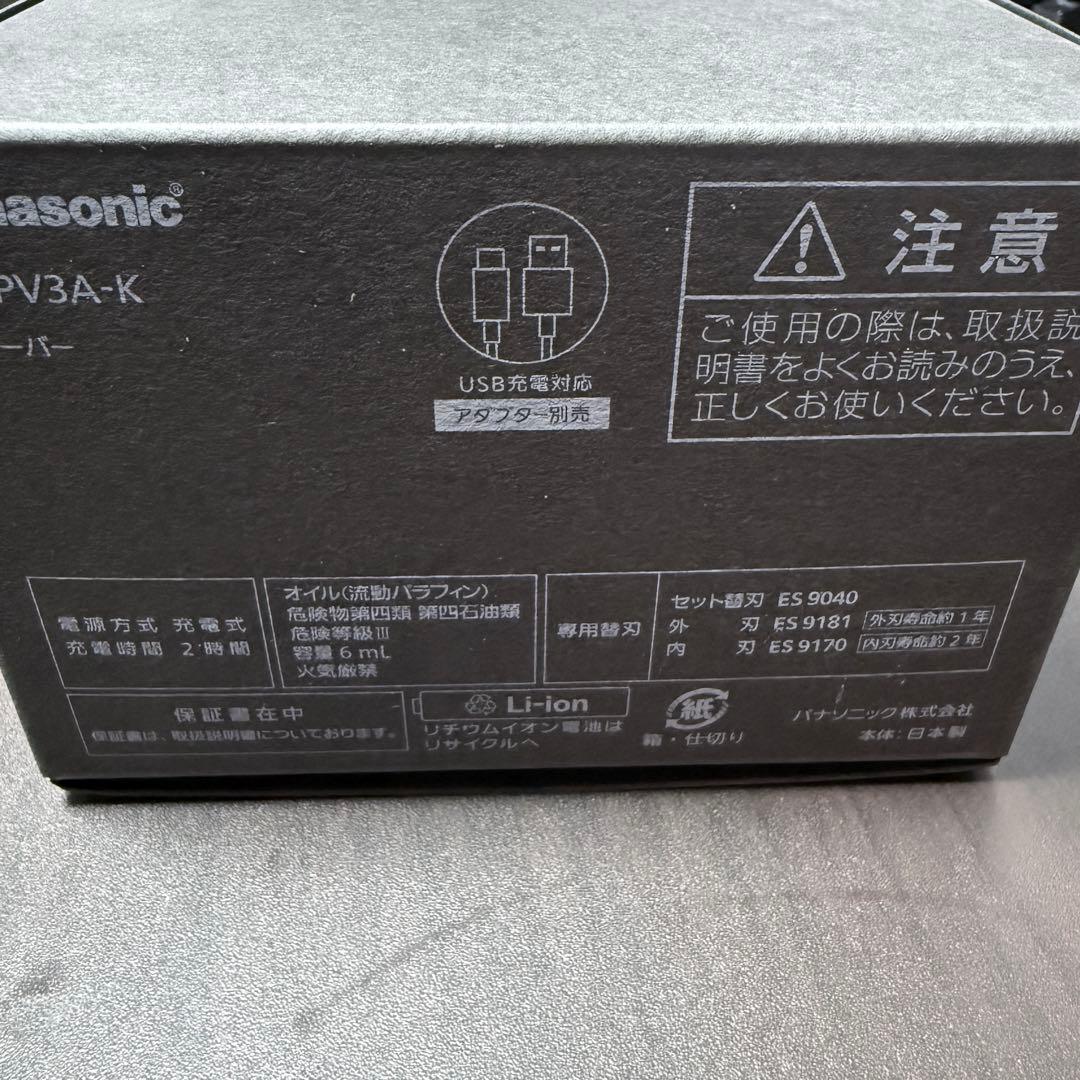 nasonic®
PV3A-K
ーバー
USB充電対応
アダプター別売
注意
ご使用の際は、取扱説
明書をよくお読みのうえ、
正しくお使いください。
電源方式 充電式
充電時間 2時間
オイル(流動パラフィン)
危険物第四類 第四石油類
危険等級Ⅲ
容量6mL
火気厳禁
専用替刃
セット替刃 ES9040
外 刃 ES9181 外刃寿命約1年
内 刃 ES9170 内刃寿命約2年
保証書在中
保証書は、取扱説明書についております。
Li-ion
リチウムイオン電池は
リサイクルへ
紙
箱・仕切り
パナソニック株式会社
本体:日本製